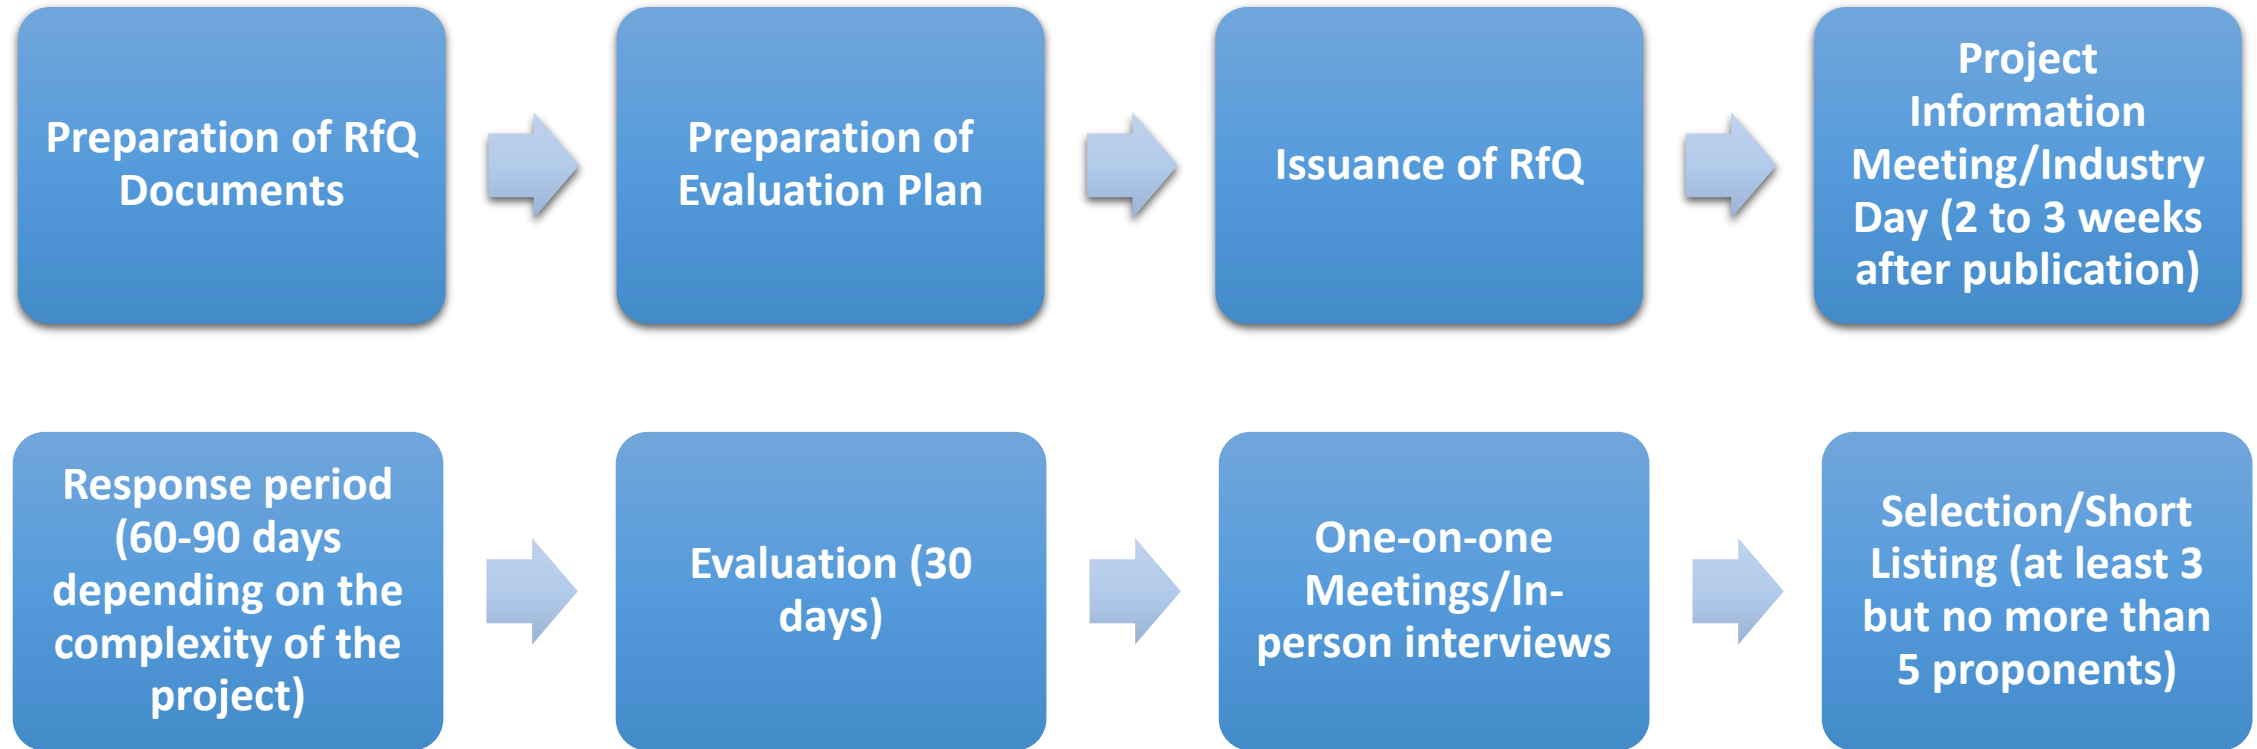 Preparation of RfQ
Documents
Preparation of
Evaluation Plan
Issuance of RfQ
Project
Information
Meeting/Industry
Day (2 to 3 weeks
after publication)
Response period
(60-90 days
depending on the
complexity of the
project)
Evaluation (30
days)
One-on-one
Meetings/In-
person interviews
Selection/Short
Listing (at least 3
but no more than
5 proponents)